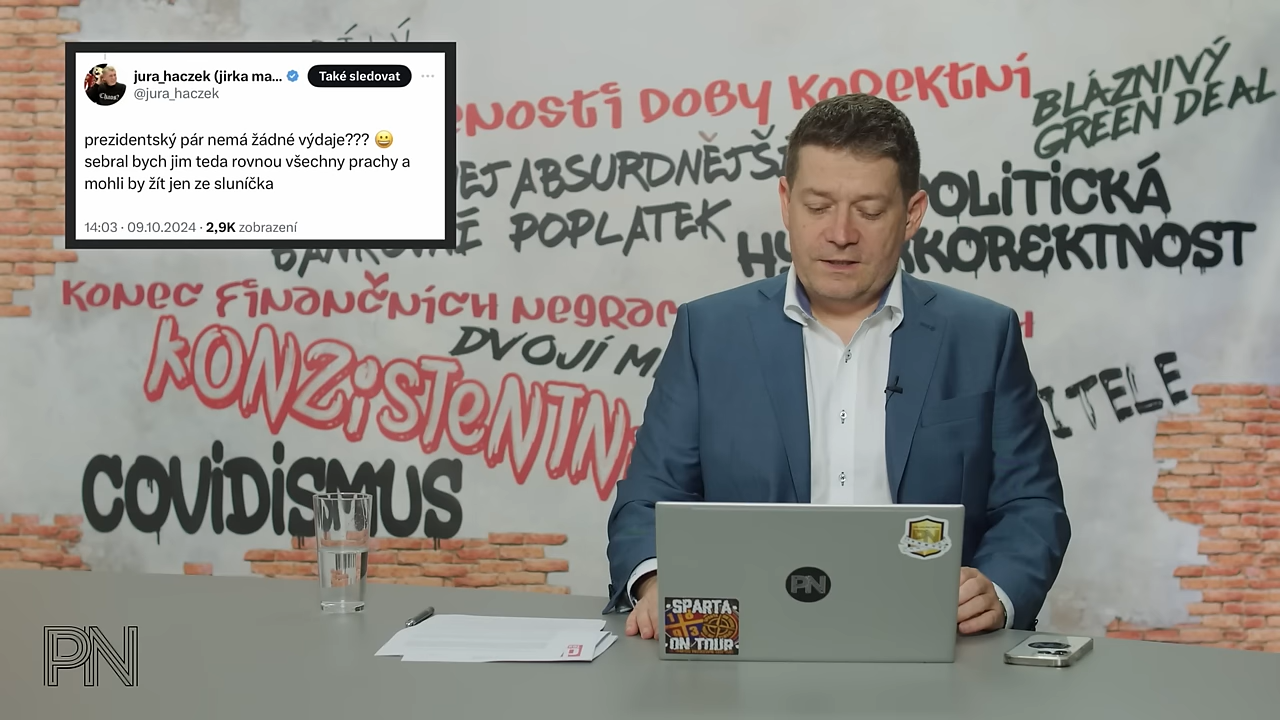 jura_haczek (jirka ma...
Také sledovat
@jura_haczek
prezidentský pár nemá žádné výdaje??? 😀
sebral bych jim teda rovnou všechny prachy a
mohli by žít jen ze sluníčka
14:03 · 09.10.2024 · 2,9K zobrazení
DOBY KOREKTNÍ
BLÁZNIVÝ
GREEN DEAL
ABSURDNĚJŠÍ
POPLATEK
POLITICKÁ
KOREKTNOST
KONEC FINANČNÍCH NEGRAM
DVOJÍ M
KONZISTENTN
COVIDISMUS
ITELE
PN
SPARTA
ON TOUR
PN